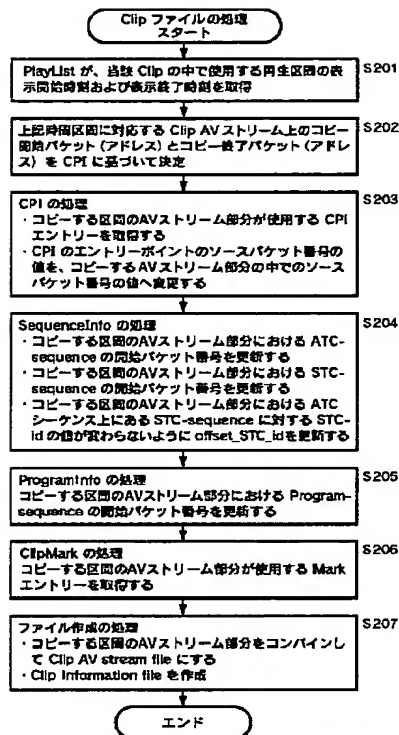 Clip ファイルの処理
スタート
S201
PlayList が、当該 Clip の中で使用する再生区間の表
示開始時刻および表示終了時刻を取得
S202
上記時間区間に対応する Clip AV ストリーム上のコピー
開始パケット (アドレス) とコピー終了パケット (アドレ
ス) を CPI に基づいて決定
S203
CPI の処理
・コピーする区間のAVストリーム部分が使用する CPI
エントリーを取得する
・CPI のエントリーポイントのソースパケット番号の
値を、コピーするAVストリーム部分の中でのソース
パケット番号の値へ変更する
S204
SequenceInfo の処理
・コピーする区間のAVストリーム部分における ATC-
sequence の開始パケット番号を更新する
・コピーする区間のAVストリーム部分における STC-
sequence の開始パケット番号を更新する
・コピーする区間のAVストリーム部分における ATC
シーケンス上にある STC-sequence に対する STC-
id の値が変わらないように offset_STC_idを更新する
S205
ProgramInfo の処理
コピーする区間のAVストリーム部分における Program-
sequence の開始パケット番号を更新する
S206
ClipMark の処理
コピーする区間のAVストリーム部分が使用する Mark
エントリーを取得する
S207
ファイル作成の処理
・コピーする区間のAVストリーム部分をコンバインし
て Clip AV stream file にする
・Clip Information file を作成
エンド